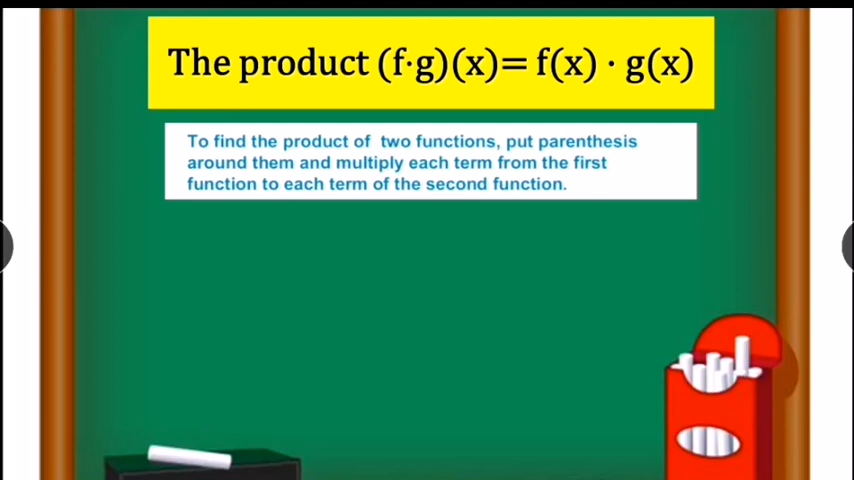 The product (f·g)(x)= f(x) · g(x)
To find the product of two functions, put parenthesis
around them and multiply each term from the first
function to each term of the second function.